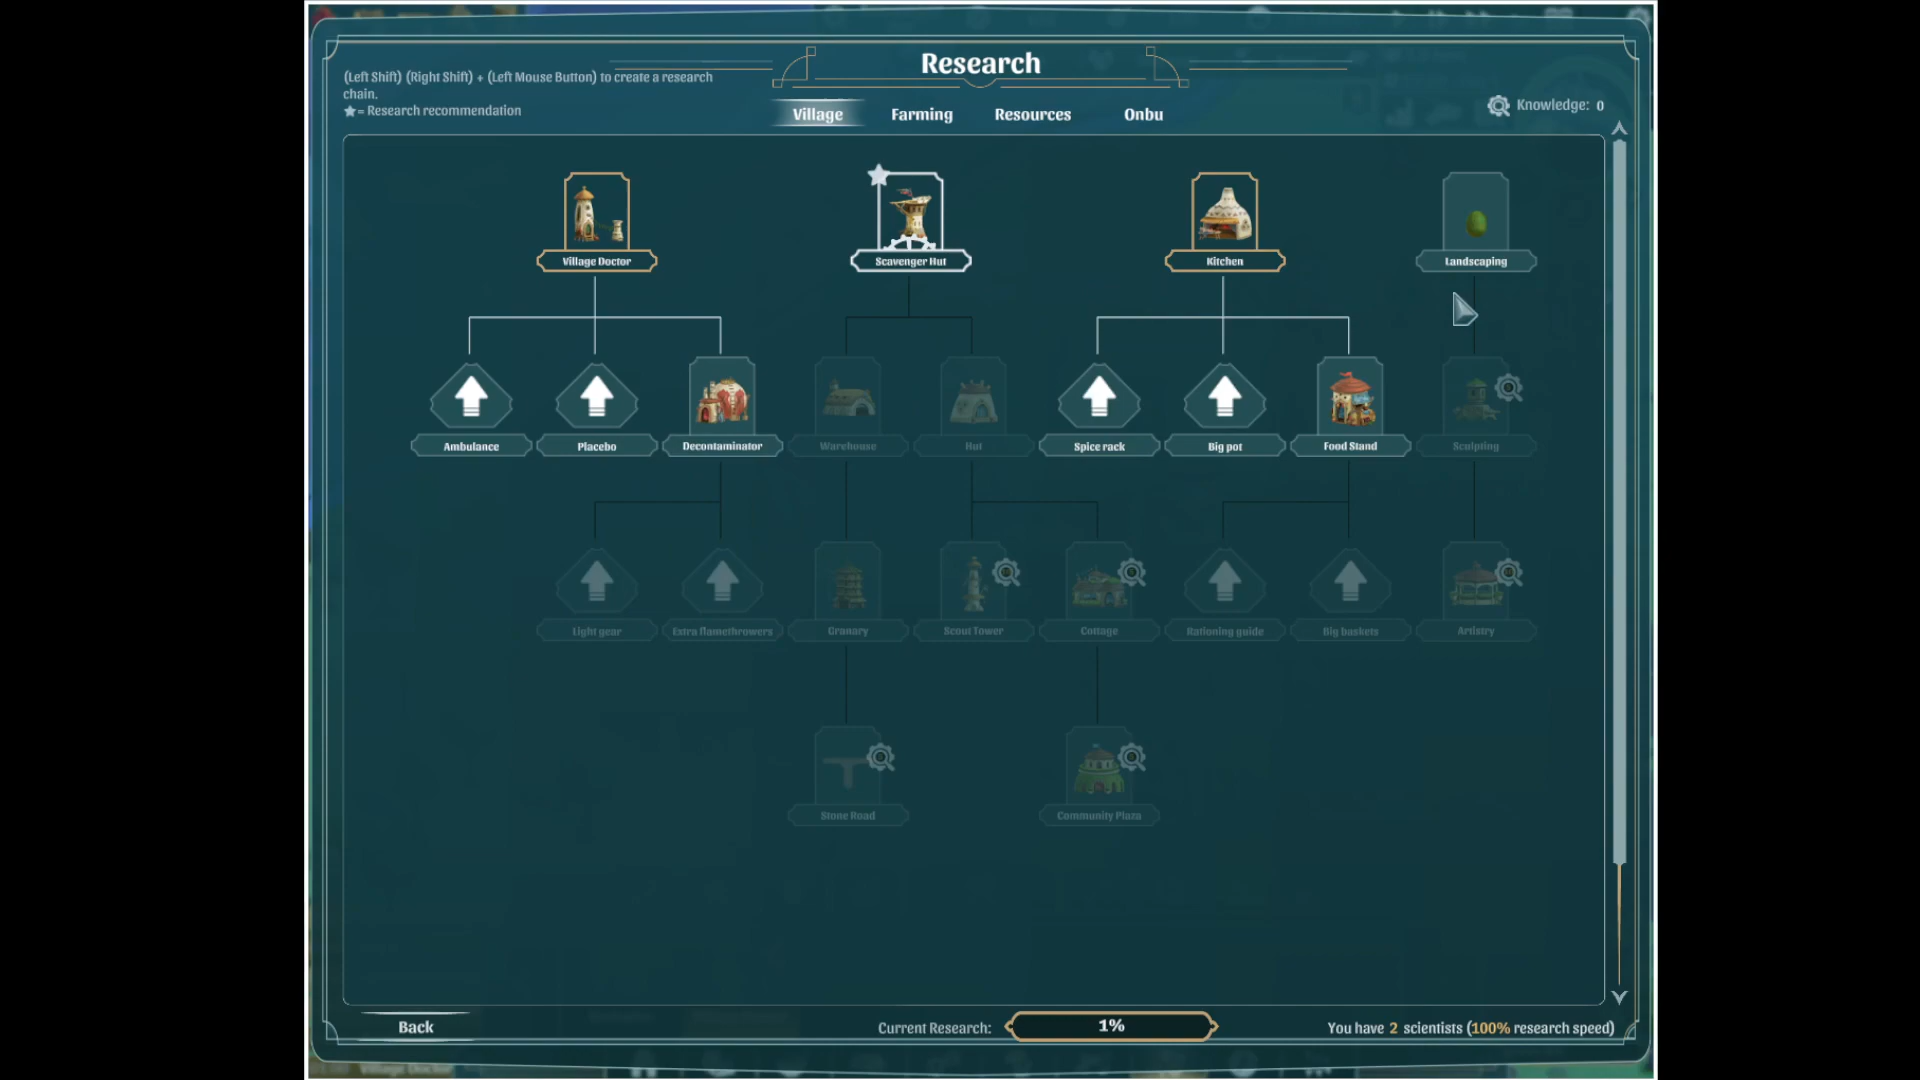 Research
(Left Shift) (Right Shift) + (Left Mouse Button) to create a research
chain.
★= Research recommendation
Village Farming Resources Onbu
Knowledge: 0
Village Doctor
Scavenger Hut
Kitchen
Landscaping
Ambulance
Placebo
Decontaminator
Warehouse
Hut
Spice rack
Big pot
Food Stand
Sculpting
Light gear
Extra flamethrowers
Granary
Scout Tower
Cottage
Rationing guide
Big baskets
Artistry
Stone Road
Community Plaza
Back
Current Research: 1%
You have 2 scientists (100% research speed)
Village Doctor